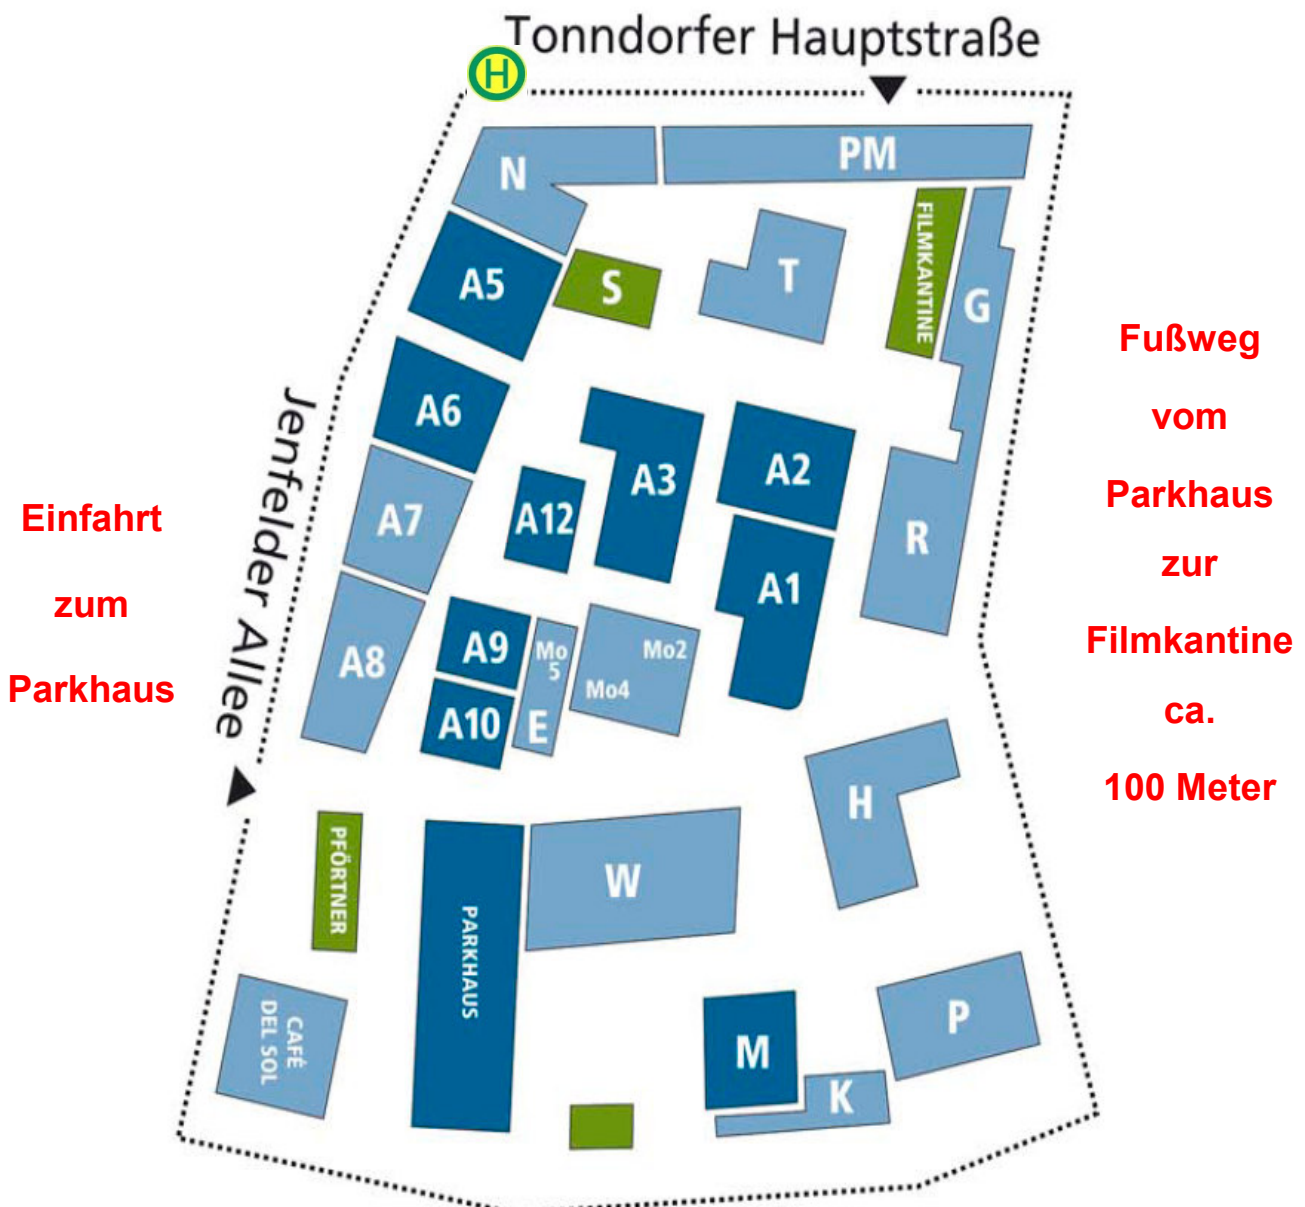 Tonndorfer Hauptstraße
H
N
PM
A5
S
T
FILMKANTINE
G
A6
A3
A2
A7
A12
R
A1
A8
A9
Mo
5
Mo2
Mo4
A10
E
H
PFÖRTNER
PARKHAUS
W
CAFÉ
DEL SOL
M
P
K
Jenfelder Allee
Einfahrt
zum
Parkhaus
Fußweg
vom
Parkhaus
zur
Filmkantine
ca.
100 Meter